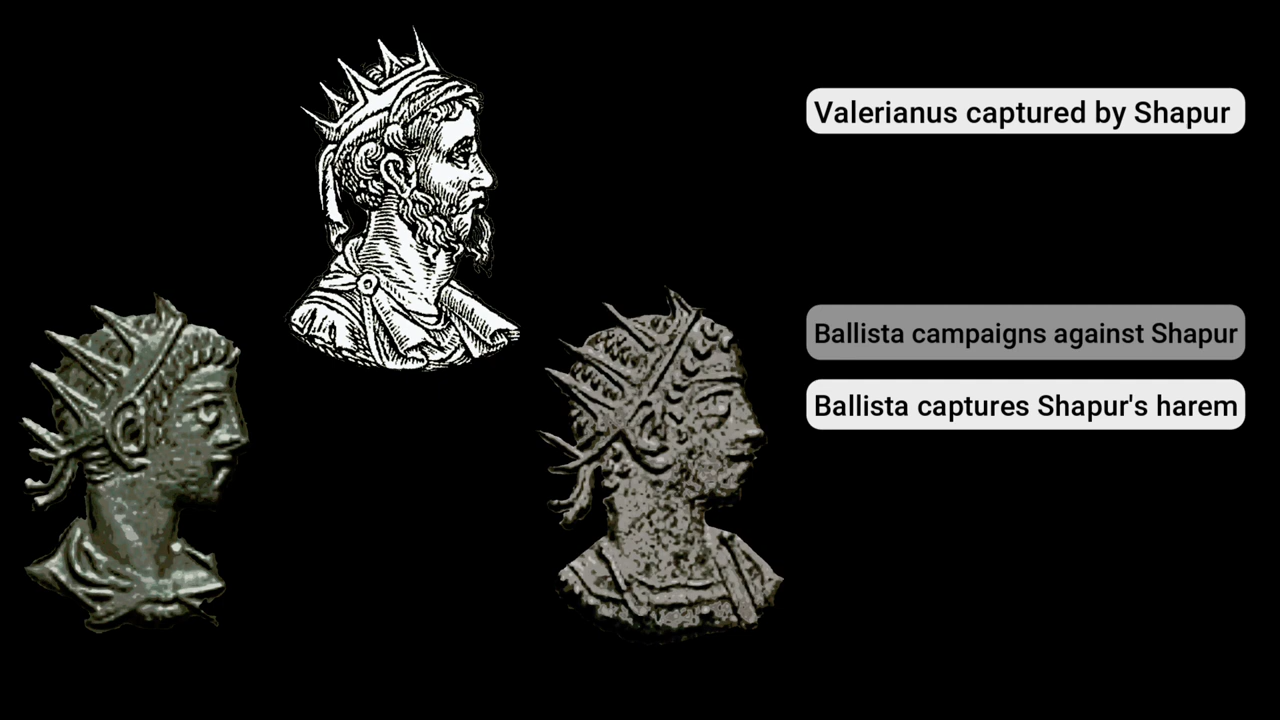 Valerianus captured by Shapur
Ballista campaigns against Shapur
Ballista captures Shapur's harem